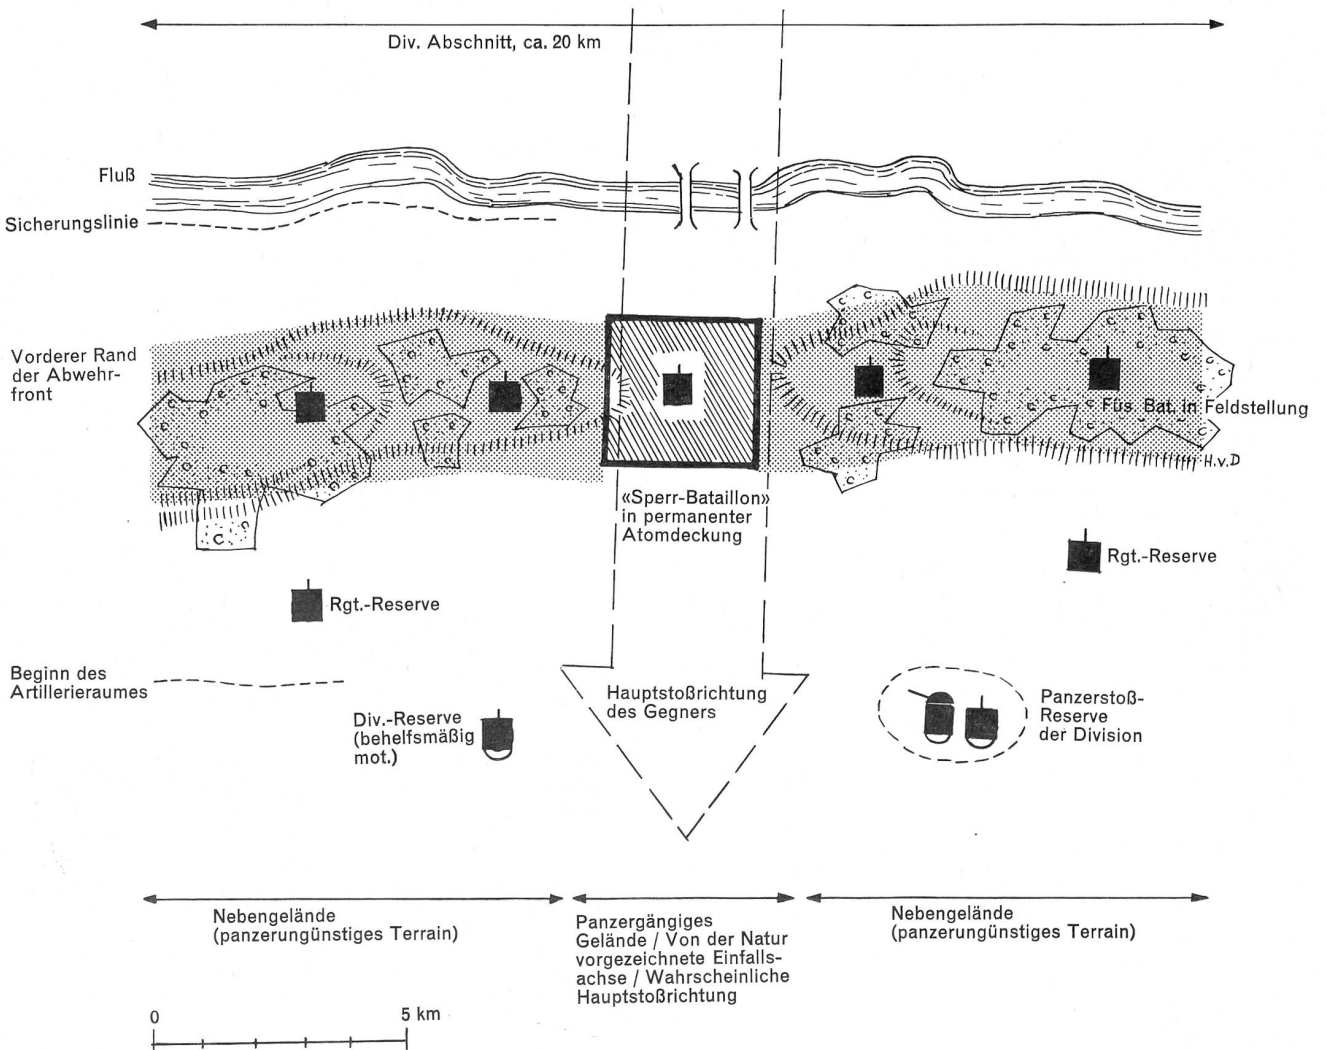 Div. Abschnitt, ca. 20 km
Fluß
Sicherungslinie
Vorderer Rand
der Abwehr-
front
Füs. Bat. in Feldstellung
H.v.D
«Sperr-Bataillon»
in permanenter
Atomdeckung
Rgt.-Reserve
Rgt.-Reserve
Beginn des
Artillerieraumes
Hauptstoßrichtung
des Gegners
Panzerstoß-
Reserve
der Division
Div.-Reserve
(behelfsmäßig
mot.)
Nebengelände
(panzerungünstiges Terrain)
Panzergängiges
Gelände / Von der Natur
vorgezeichnete Einfalls-
achse / Wahrscheinliche
Hauptstoßrichtung
Nebengelände
(panzerungünstiges Terrain)
0
5 km